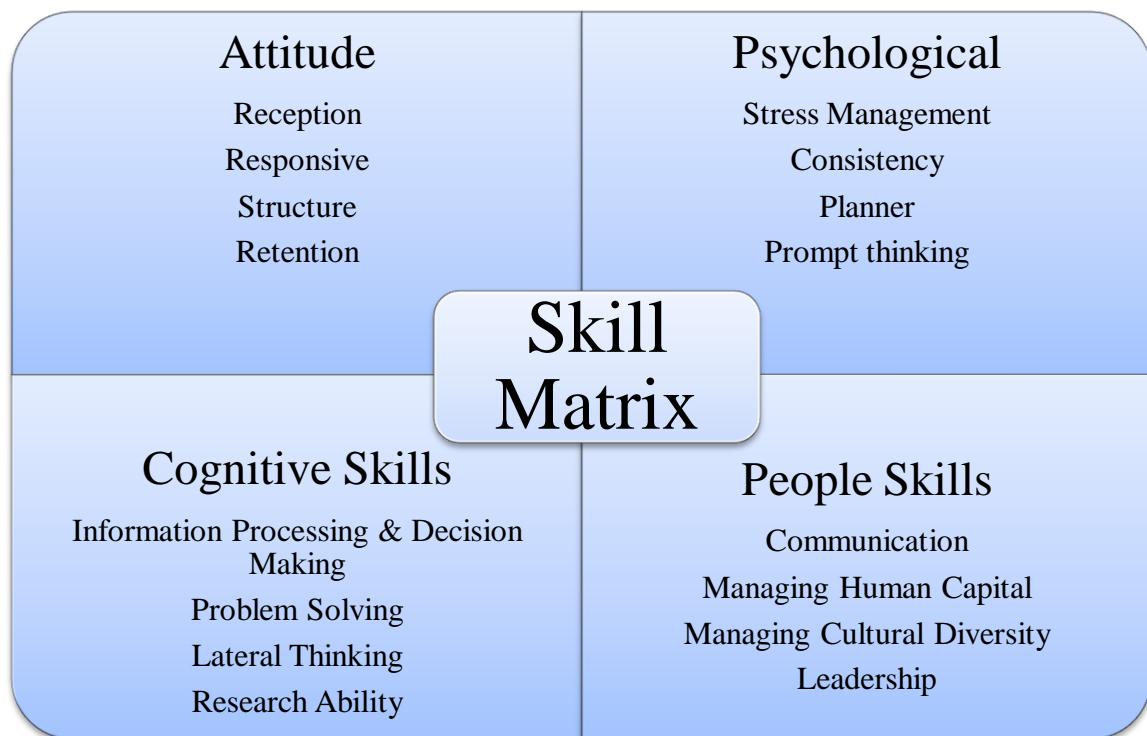 Attitude
Reception
Responsive
Structure
Retention
Psychological
Stress Management
Consistency
Planner
Prompt thinking
Skill
Matrix
Cognitive Skills
Information Processing & Decision
Making
Problem Solving
Lateral Thinking
Research Ability
People Skills
Communication
Managing Human Capital
Managing Cultural Diversity
Leadership